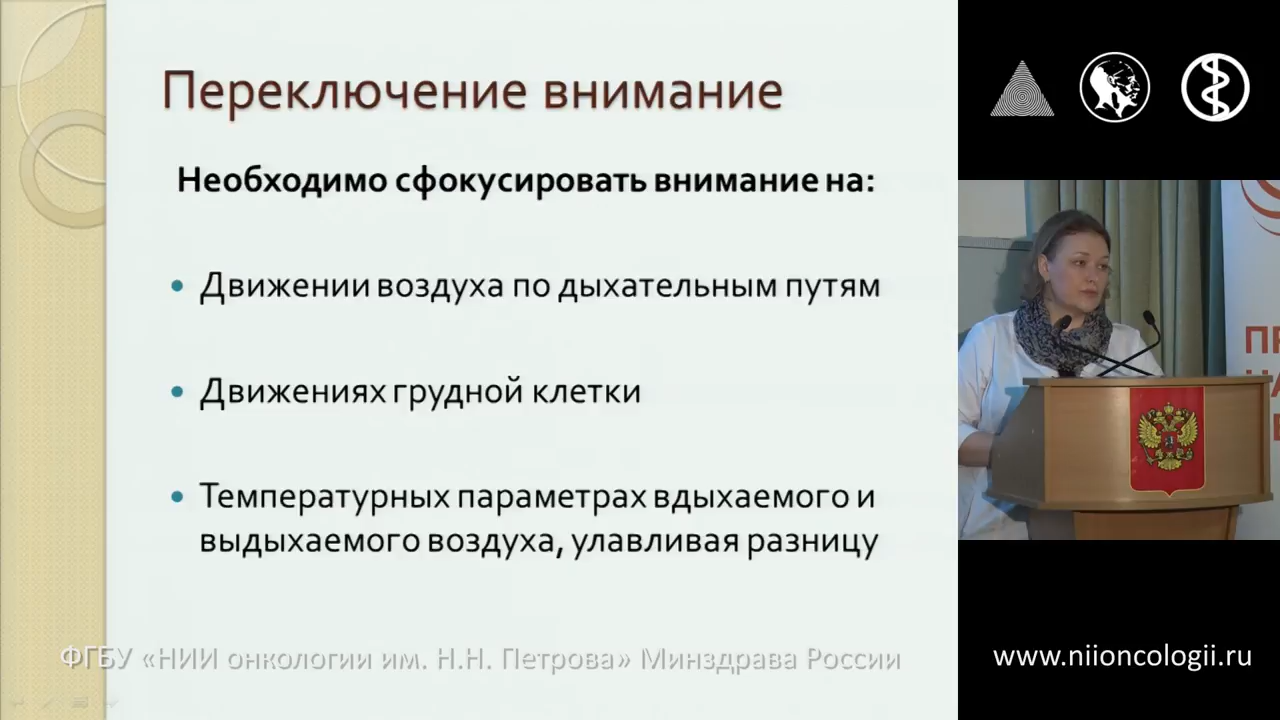 Переключение внимание
Необходимо сфокусировать внимание на:
Движении воздуха по дыхательным путям
Движениях грудной клетки
Температурных параметрах вдыхаемого и
выдыхаемого воздуха, улавливая разницу
ФГБУ «НИИ онкологии им. Н.Н. Петрова» Минздрава России
www.niioncologii.ru